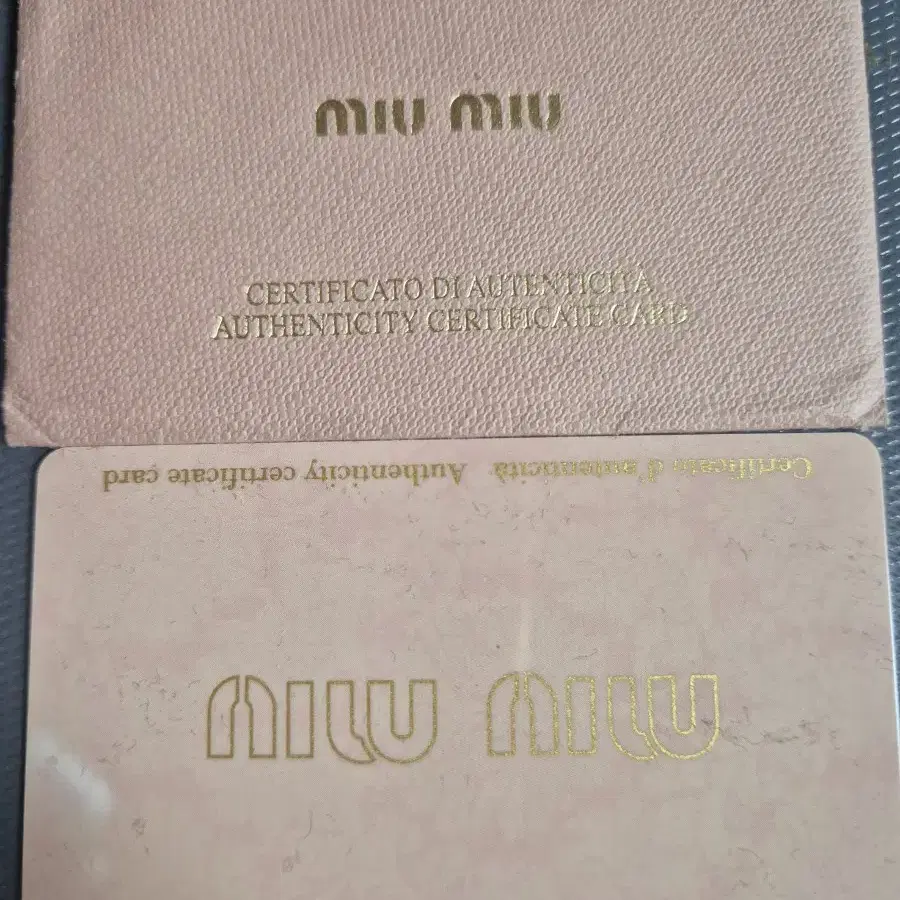 miu miu
CERTIFICATO DI AUTENTICITÀ
AUTHENTICITY CERTIFICATE CARD
Certificato d'autenticità Authenticity certificate card
miu miu